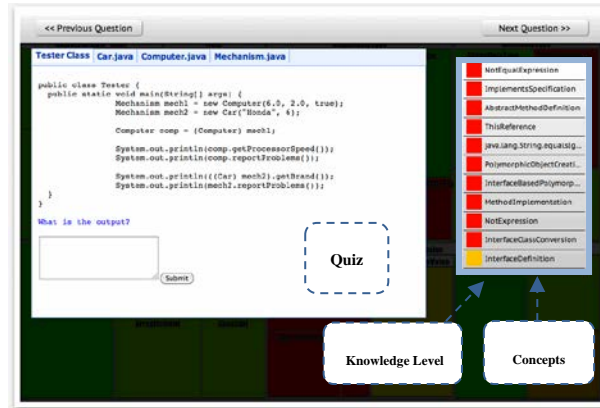 << Previous Question
Next Question >>
Tester Class Car.java Computer.java Mechanism.java
public class Tester {
public static void main(String[] args) {
Mechanism mech1 = new Computer(6.0, 2.0, true);
Mechanism mech2 = new Car("Honda", 6);
Computer comp = (Computer) mech1;
System.out.println(comp.getProcessorSpeed());
System.out.println(comp.reportProblems());
System.out.println(((Car) mech2).getBrand());
System.out.println(mech2.reportProblems());
}
}
What is the output?
Submit
Quiz
NotEqualExpression
ImplementsSpecification
AbstractMethodDefinition
ThisReference
java.lang.String.equalsIg...
PolymorphicObjectCreati...
InterfaceBasedPolymorp...
MethodImplementation
NotExpression
InterfaceClassConversion
InterfaceDefinition
Knowledge Level
Concepts